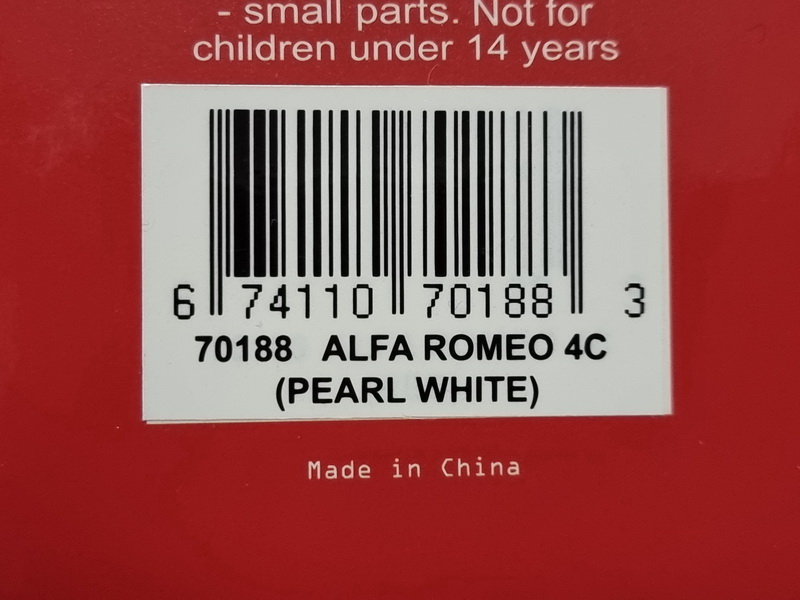 - small parts. Not for
children under 14 years
6 74110 70188 3
70188 ALFA ROMEO 4C
(PEARL WHITE)
Made in China